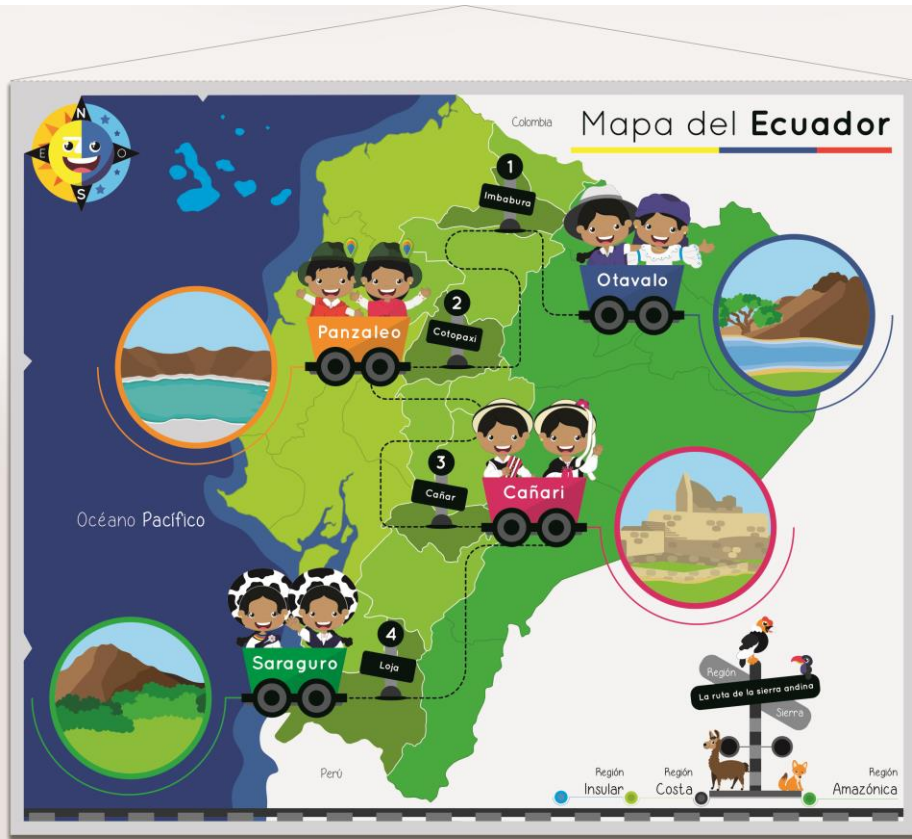 N
E
O
S
Colombia
Mapa del Ecuador
1
Imbabura
Otavalo
Panzaleo
2
Cotopaxi
3
Cañar
Cañari
Océano Pacífico
Saraguro
4
Loja
Perú
Región
La ruta de la sierra andina
Sierra
Región
Insular
Región
Costa
Región
Amazónica